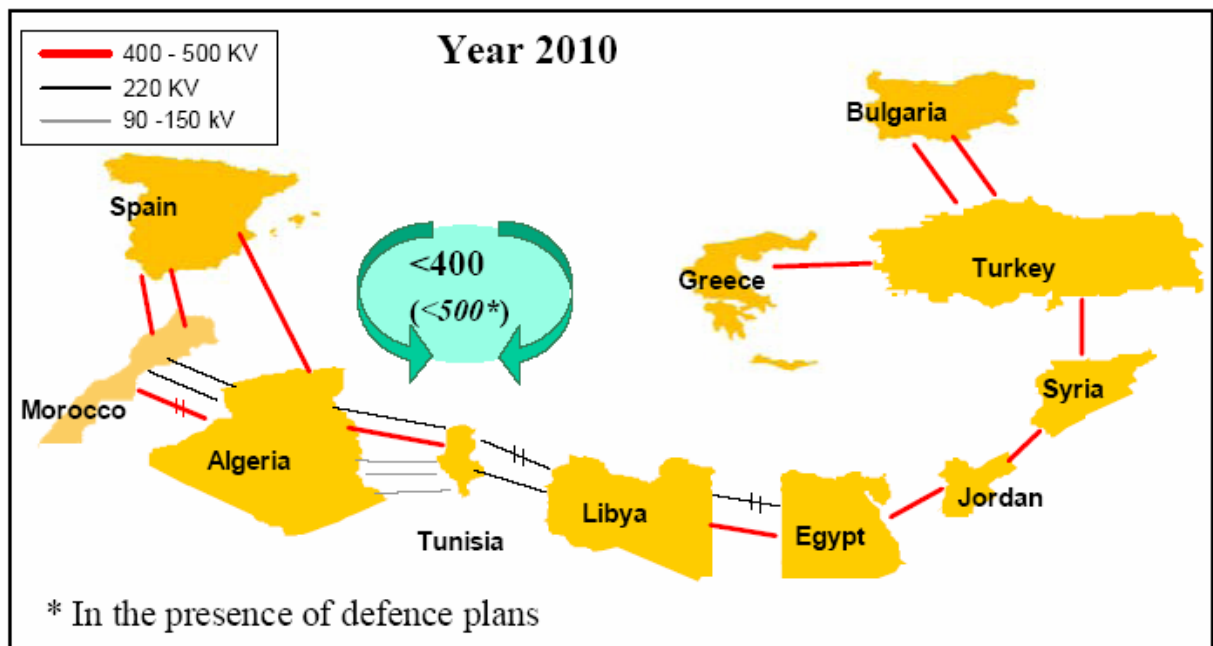 400 - 500 KV
220 KV
90 -150 kV
Year 2010
Bulgaria
Spain
<400
(<500*)
Greece
Turkey
Morocco
Syria
Algeria
Jordan
Libya
Egypt
Tunisia
* In the presence of defence plans